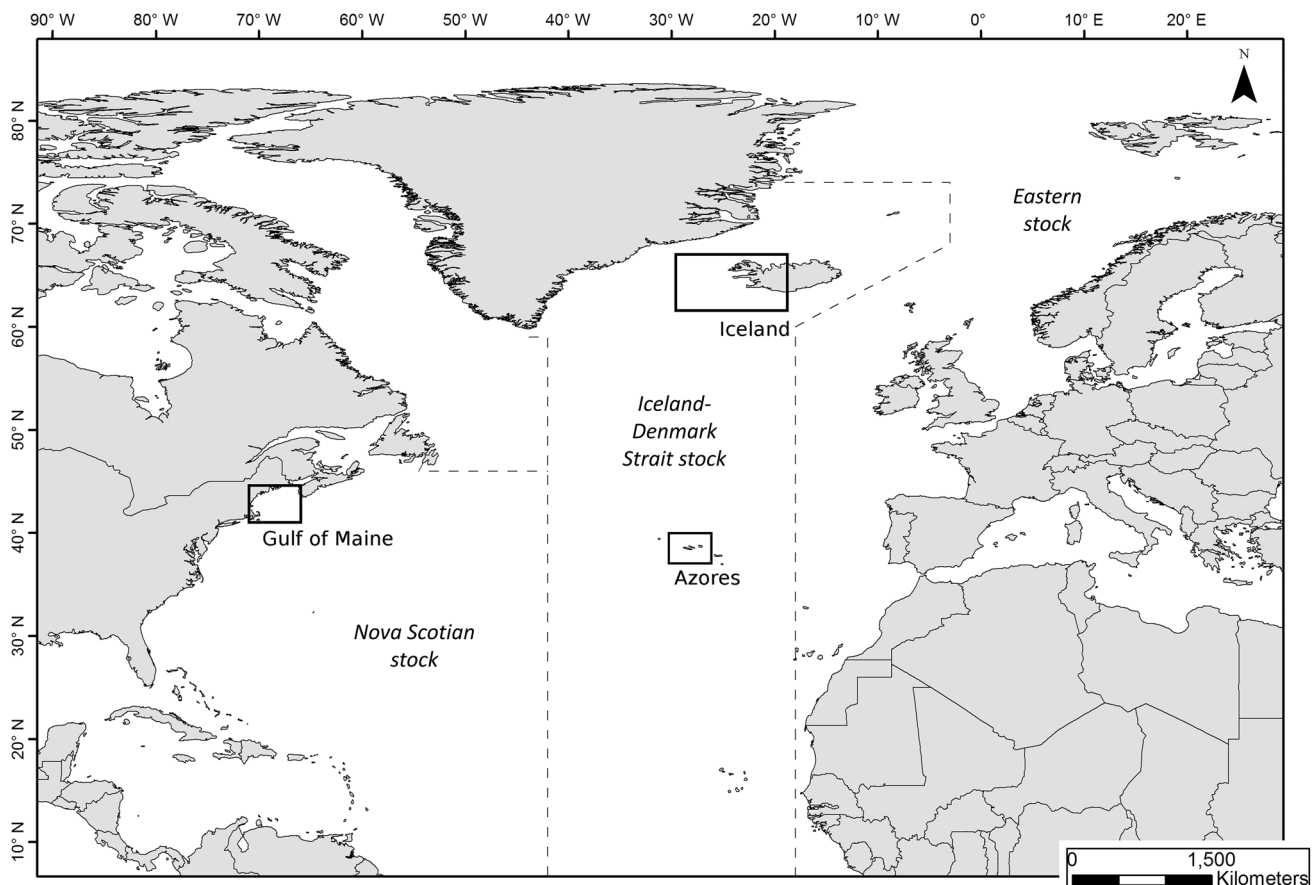 90° W 80° W 70° W 60° W 50° W 40° W 30° W 20° W 10° W 0° 10° E 20° E
N
80° N
70° N
60° N
50° N
40° N
30° N
20° N
10° N
Eastern
stock
Iceland
Iceland-
Denmark
Strait stock
Gulf of Maine
Azores
Nova Scotian
stock
0 1,500
Kilometers